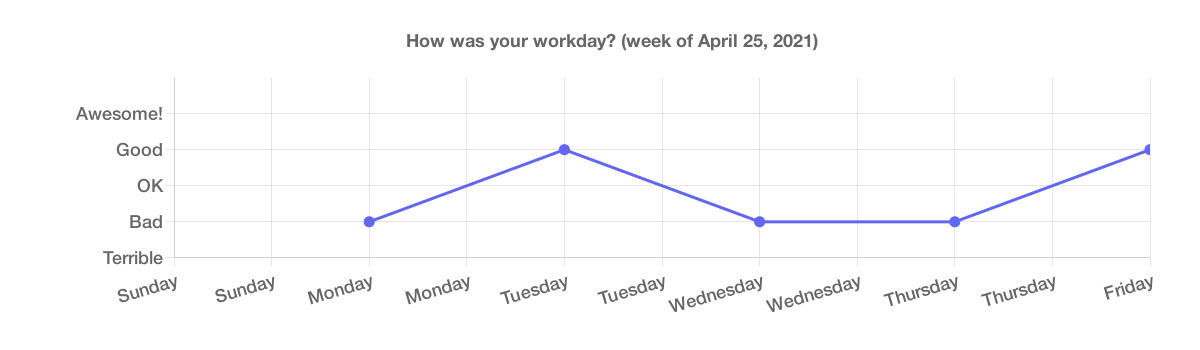 How was your workday? (week of April 25, 2021)
Awesome!
Good
OK
Bad
Terrible
Sunday
Sunday
Monday
Monday
Tuesday
Tuesday
Wednesday
Wednesday
Thursday
Thursday
Friday